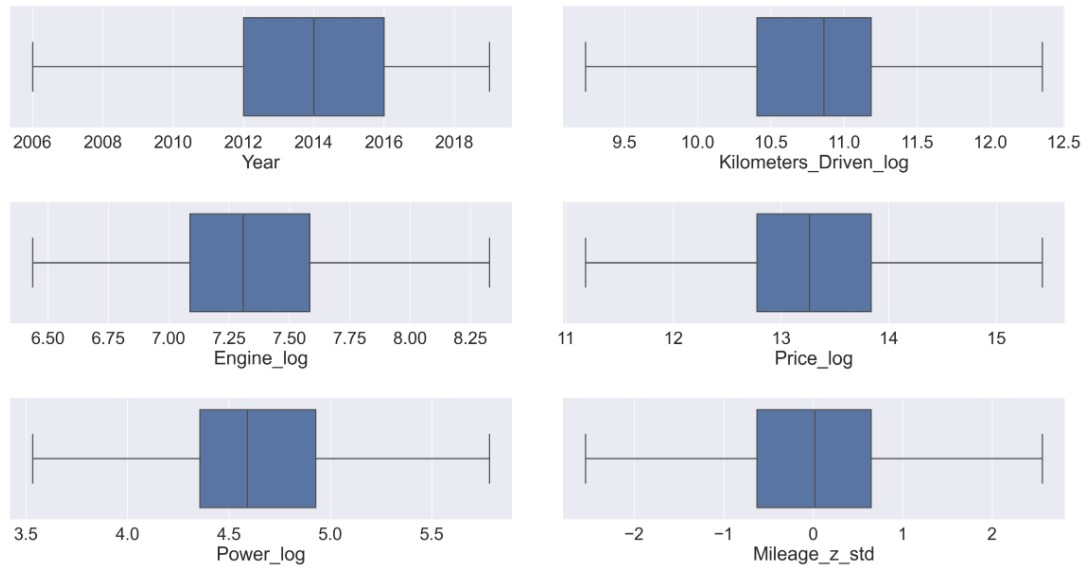 2006 2008 2010 2012 2014 2016 2018
Year
9.5 10.0 10.5 11.0 11.5 12.0 12.5
Kilometers_Driven_log
6.50 6.75 7.00 7.25 7.50 7.75 8.00 8.25
Engine_log
11 12 13 14 15
Price_log
3.5 4.0 4.5 5.0 5.5
Power_log
−2 −1 0 1 2
Mileage_z_std